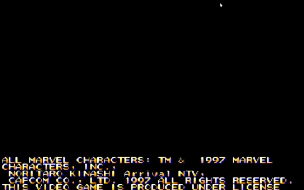 ALL MARVEL CHARACTERS: TM & 1997 MARVEL
CHARACTERS, INC.,
NORITARO KINASHI Arrival NTV,
CAPCOM CO., LTD. 1997 ALL RIGHTS RESERVED,
THIS VIDEO GAME IS PRODUCED UNDER LICENSE